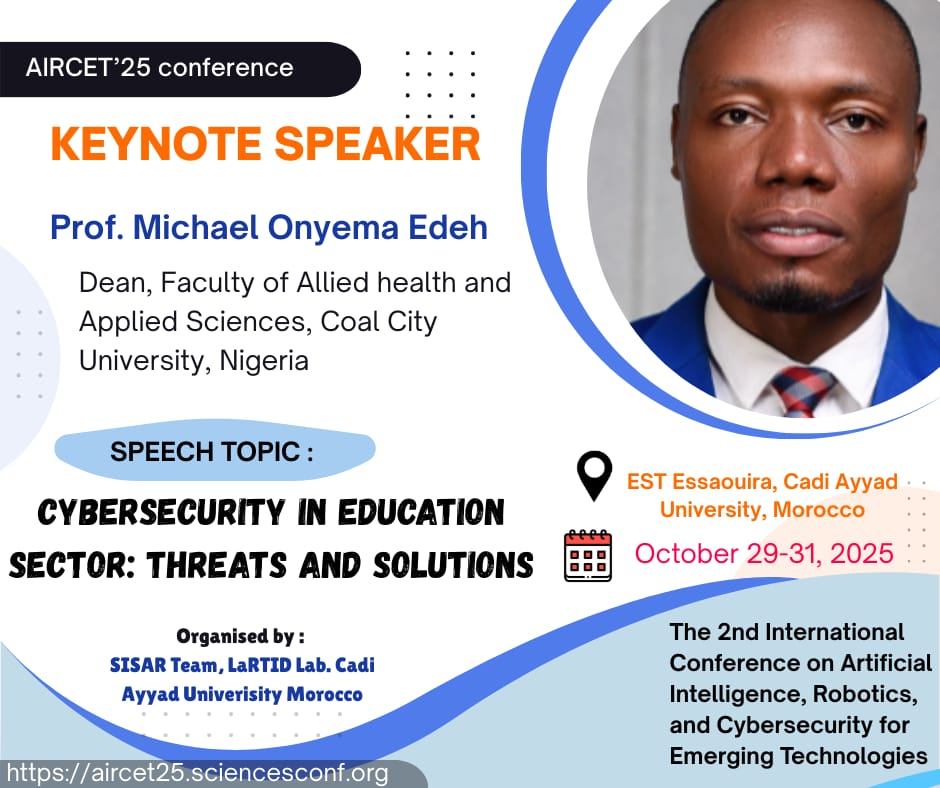 AIRCET’25 conference
KEYNOTE SPEAKER
Prof. Michael Onyema Edeh
Dean, Faculty of Allied health and
Applied Sciences, Coal City
University, Nigeria
SPEECH TOPIC :
CYBERSECURITY IN EDUCATION
SECTOR: THREATS AND SOLUTIONS
EST Essaouira, Cadi Ayyad
University, Morocco
October 29-31, 2025
Organised by :
SISAR Team, LaRTID Lab. Cadi
Ayyad Univerisity Morocco
The 2nd International
Conference on Artificial
Intelligence, Robotics,
and Cybersecurity for
Emerging Technologies
https://aircet25.sciencesconf.org